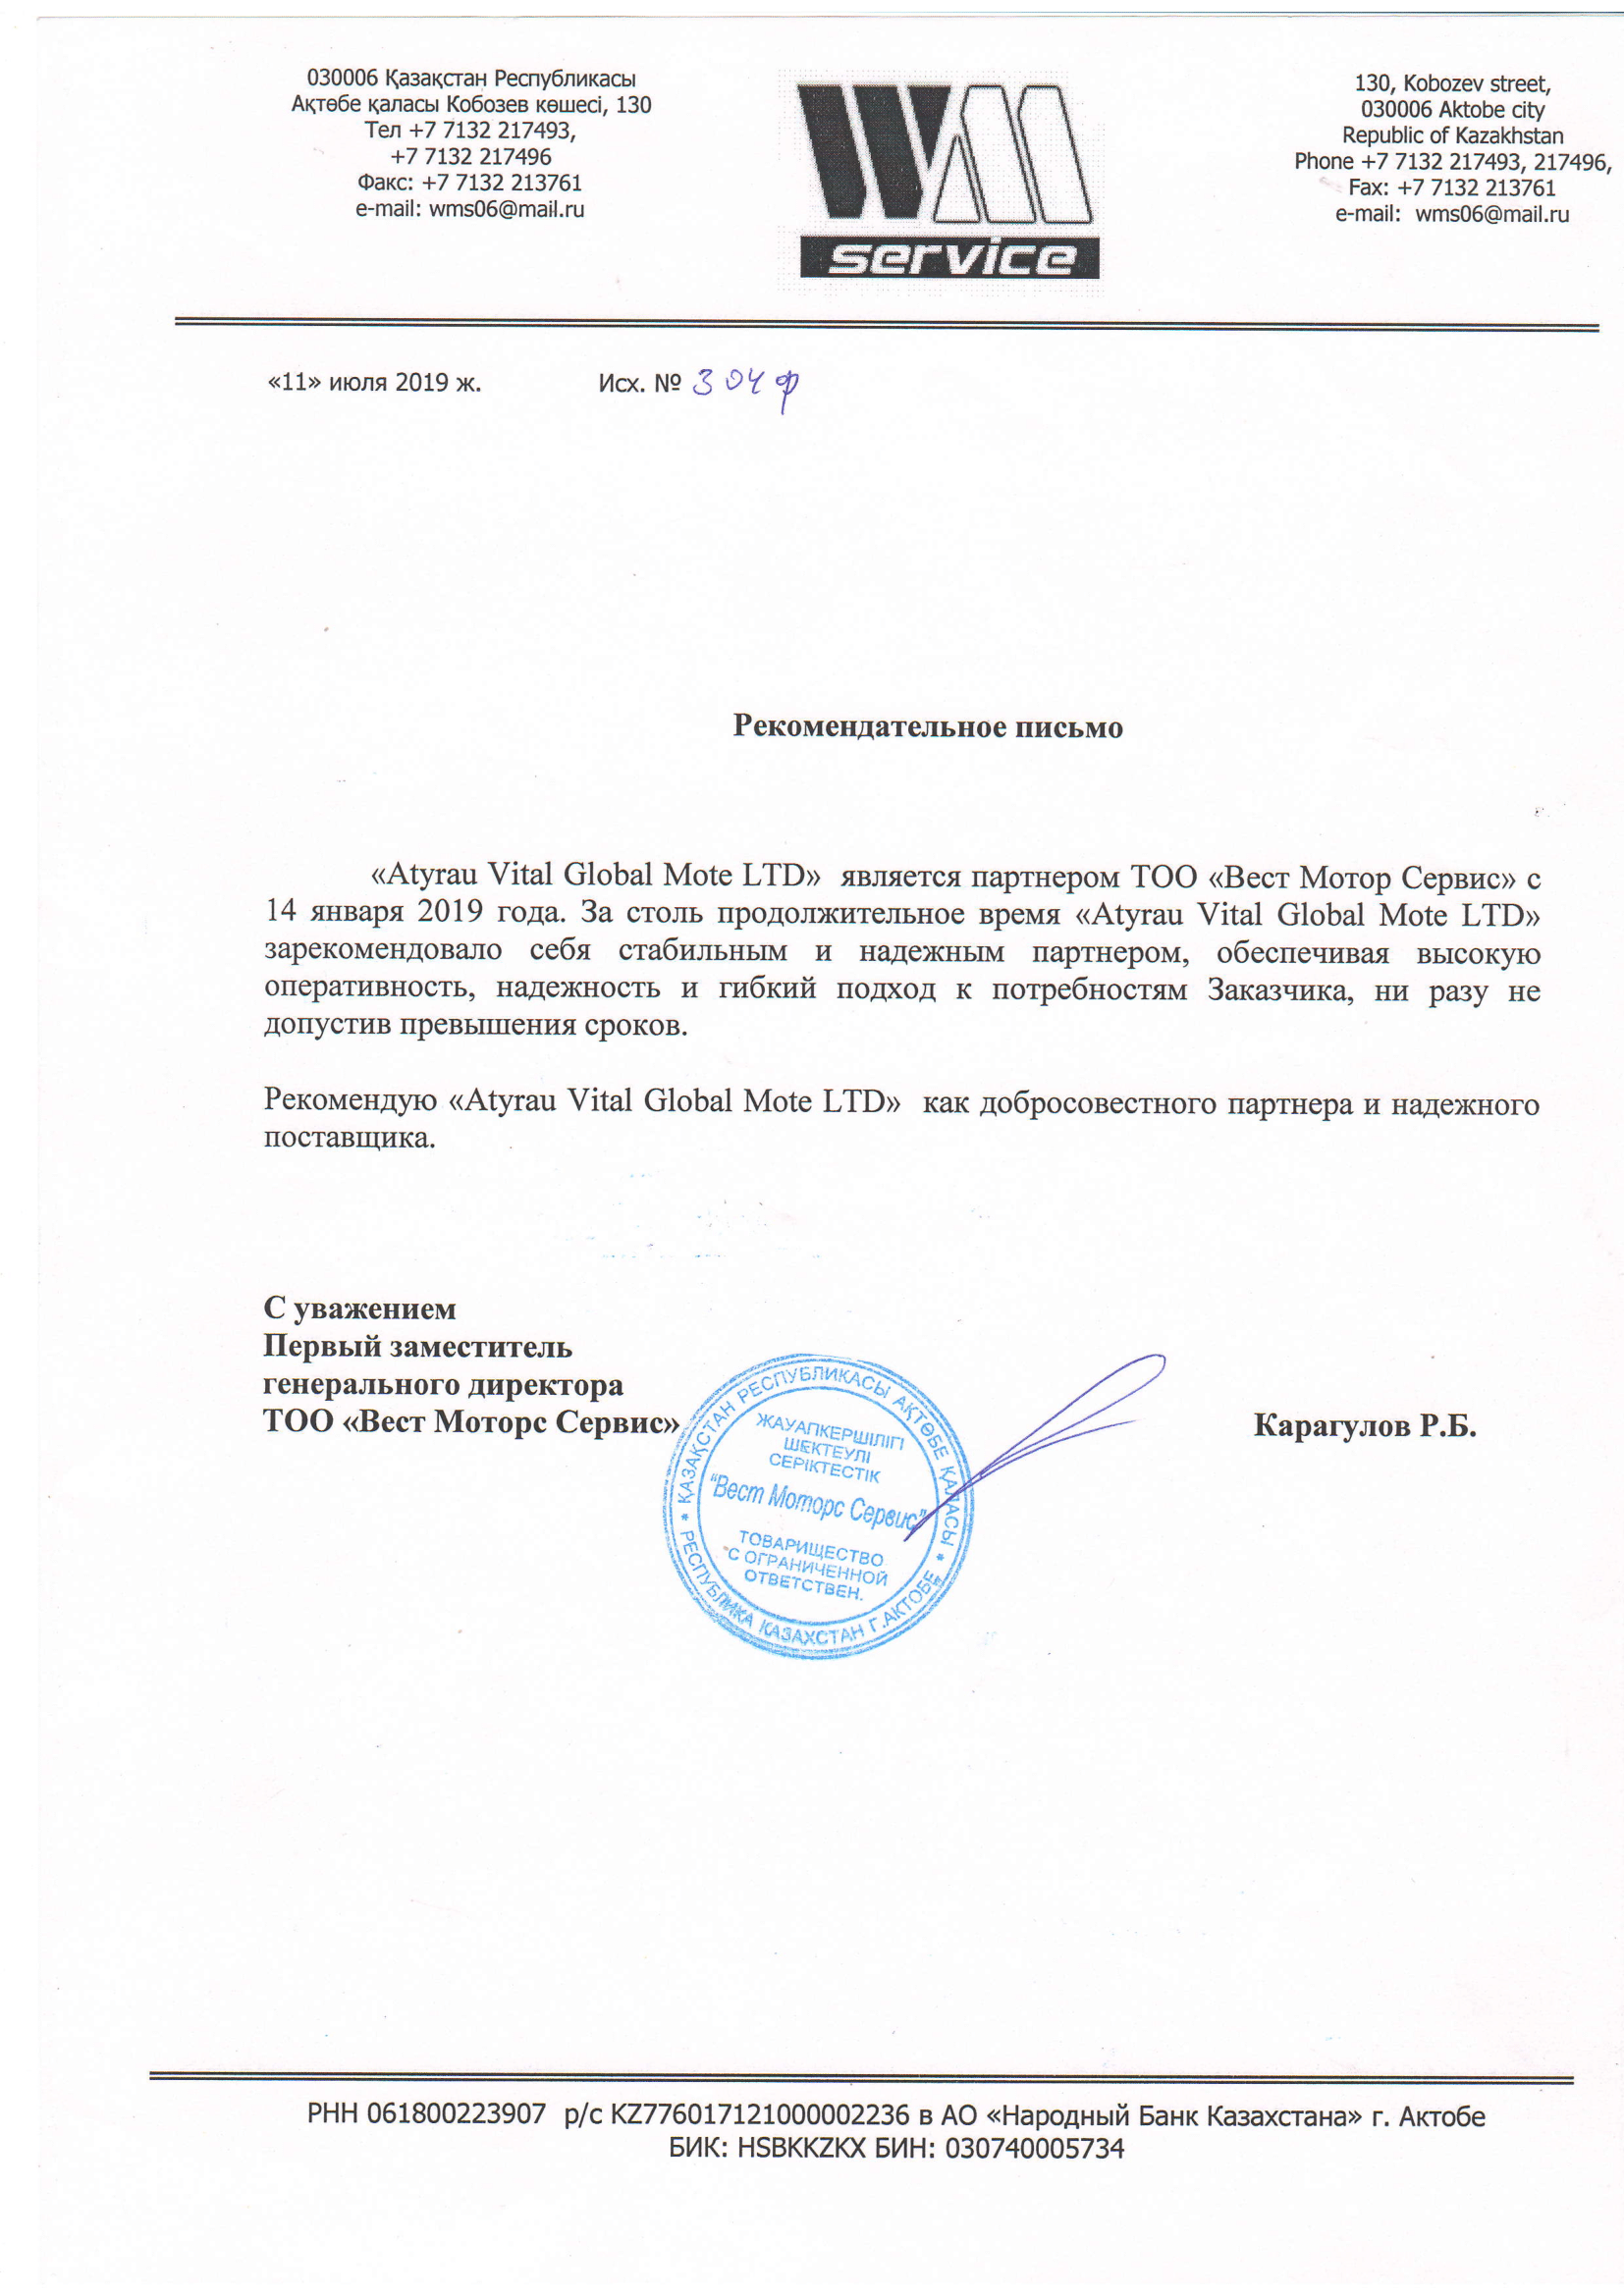 030006 Қазақстан Республикасы
Ақтөбе қаласы Кобозев көшесі, 130
Тел +7 7132 217493,
+7 7132 217496
Факс: +7 7132 213761
e-mail: wms06@mail.ru
WM
service
130, Kobozev street,
030006 Aktobe city
Republic of Kazakhstan
Phone +7 7132 217493, 217496,
Fax: +7 7132 213761
e-mail: wms06@mail.ru
«11» июля 2019 ж. Исх. № 304ф
Рекомендательное письмо
«Atyrau Vital Global Mote LTD» является партнером ТОО «Вест Мотор Сервис» с
14 января 2019 года. За столь продолжительное время «Atyrau Vital Global Mote LTD»
зарекомендовало себя стабильным и надежным партнером, обеспечивая высокую
оперативность, надежность и гибкий подход к потребностям Заказчика, ни разу не
допустив превышения сроков.
Рекомендую «Atyrau Vital Global Mote LTD» как добросовестного партнера и надежного
поставщика.
С уважением
Первый заместитель
генерального директора
ТОО «Вест Моторс Сервис»
Карагулов Р.Б.
* ҚАЗАҚСТАН РЕСПУБЛИКАСЫ АҚТӨБЕ ҚАЛАСЫ *
РЕСПУБЛИКА КАЗАХСТАН Г.АКТОБЕ
ЖАУАПКЕРШІЛІГІ
ШЕКТЕУЛІ
СЕРІКТЕСТІК
"Вест Моторс Сервис"
ТОВАРИЩЕСТВО
С ОГРАНИЧЕННОЙ
ОТВЕТСТВЕН.
РНН 061800223907 р/с KZ776017121000002236 в АО «Народный Банк Казахстана» г. Актобе
БИК: HSBKKZKX БИН: 030740005734